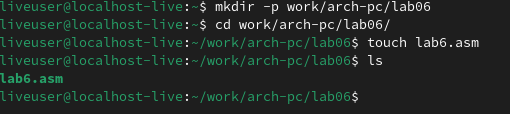 liveuser@localhost-live:~$ mkdir -p work/arch-pc/lab06
liveuser@localhost-live:~$ cd work/arch-pc/lab06/
liveuser@localhost-live:~/work/arch-pc/lab06$ touch lab6.asm
liveuser@localhost-live:~/work/arch-pc/lab06$ ls
lab6.asm
liveuser@localhost-live:~/work/arch-pc/lab06$